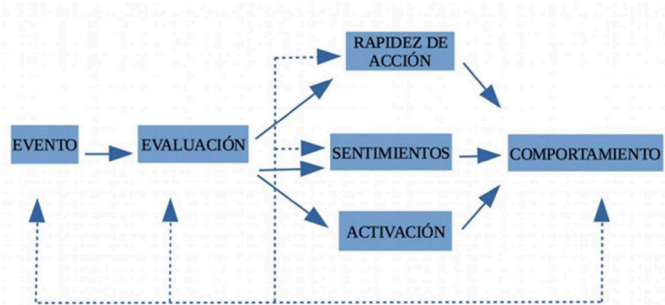 RAPIDEZ DE
ACCIÓN
EVENTO
EVALUACIÓN
SENTIMIENTOS
COMPORTAMIENTO
ACTIVACIÓN